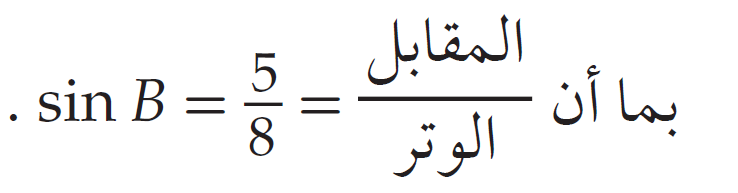 بما أن sin B = 5/8 = المقابل/الوتر .